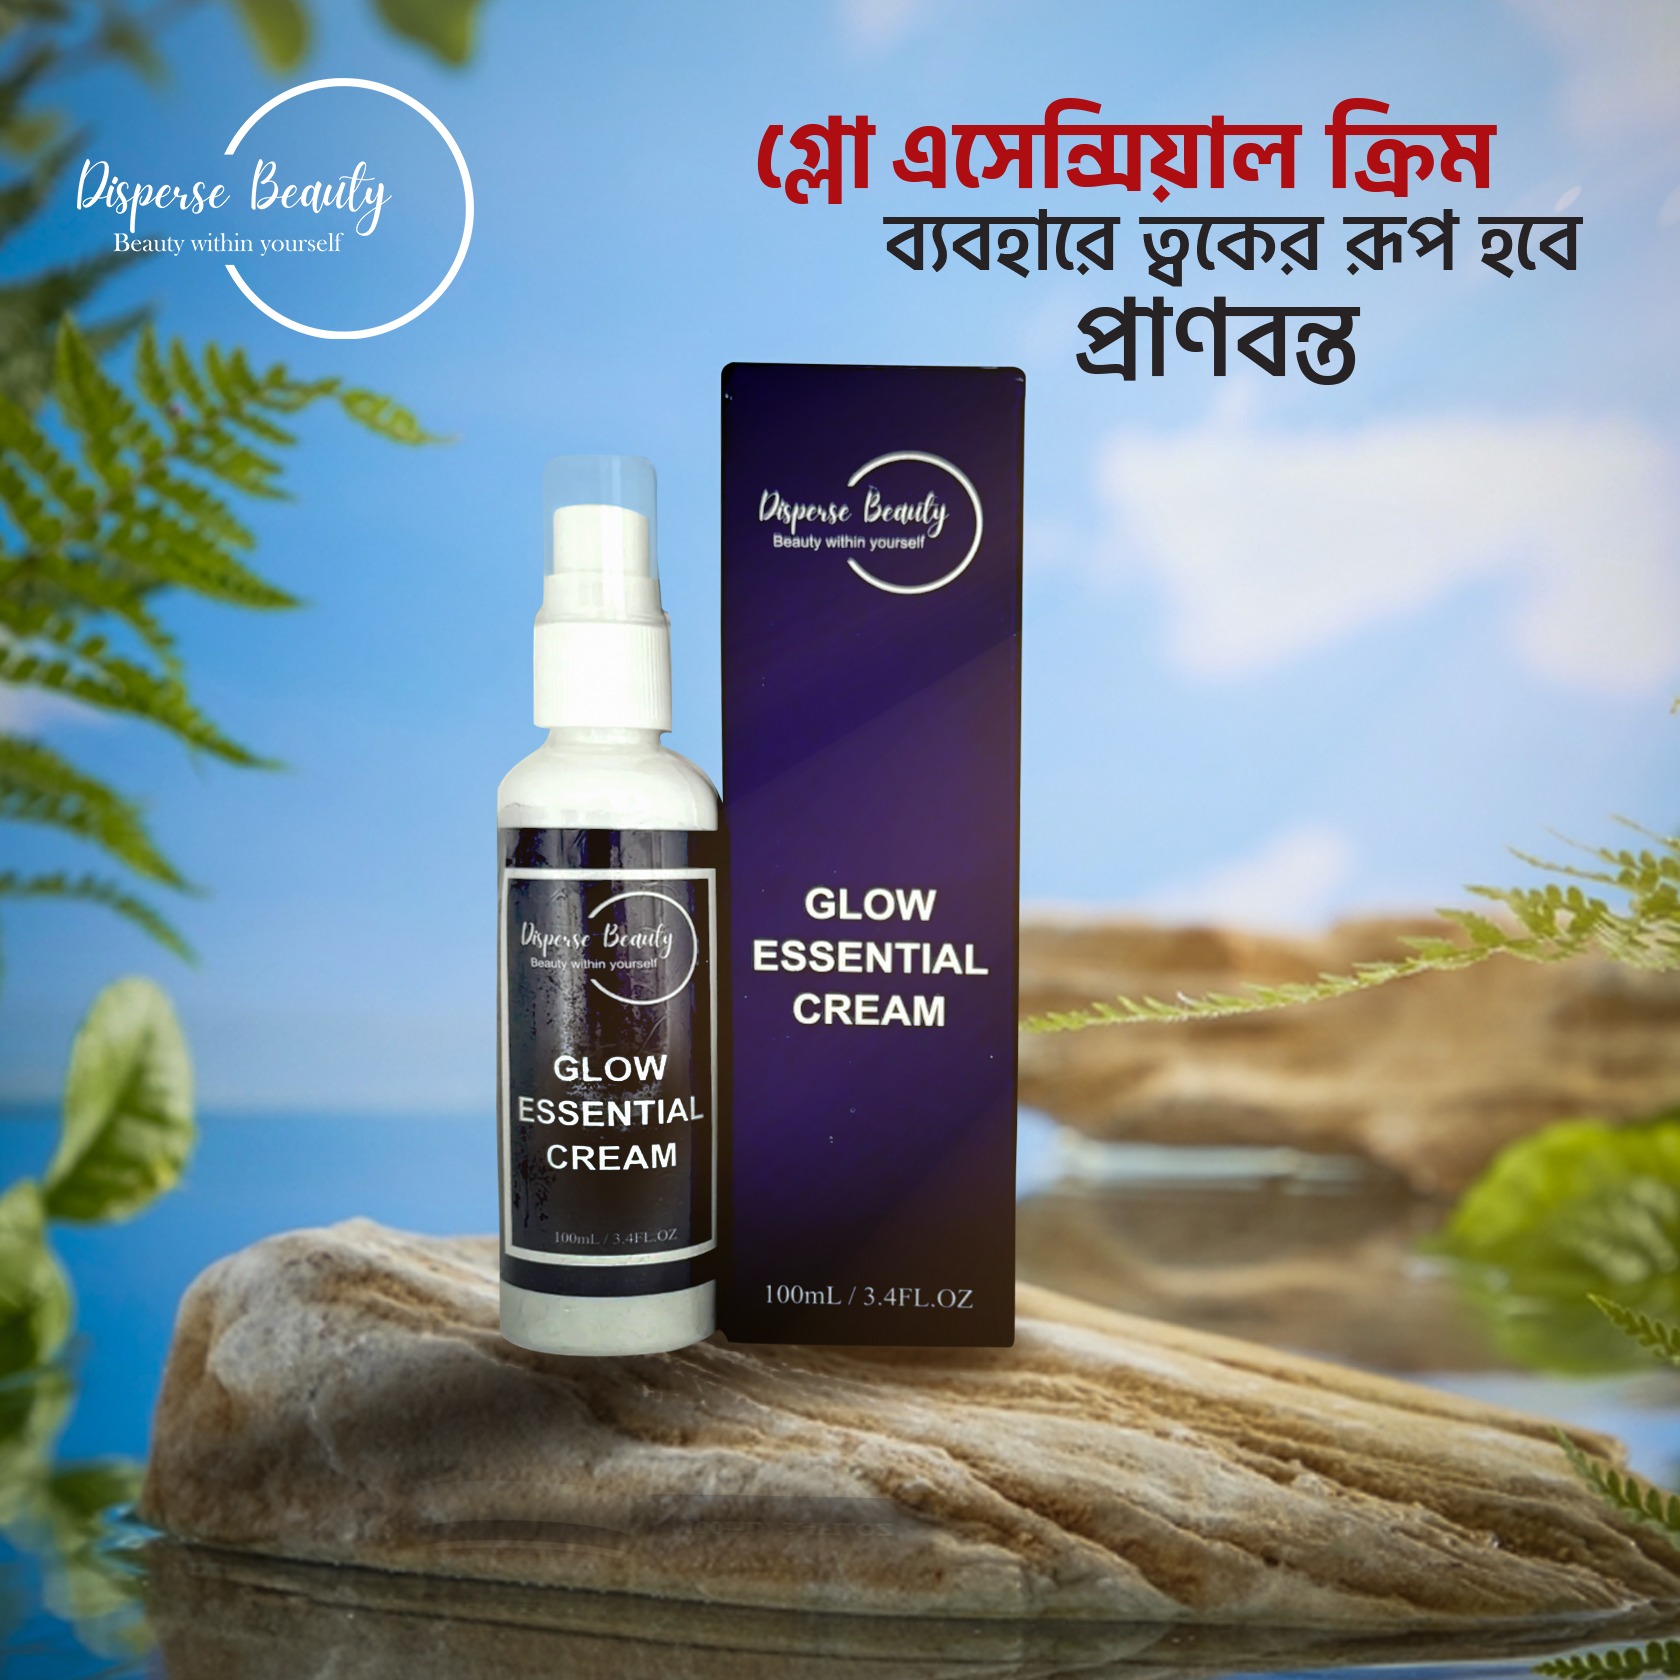 Disperse Beauty
Beauty within yourself
গ্লো এসেন্সিয়াল ক্রিম
ব্যবহারে ত্বকের রূপ হবে
প্রাণবন্ত
Disperse Beauty
Beauty within yourself
GLOW
ESSENTIAL
CREAM
100mL / 3.4FL.OZ
Disperse Beauty
Beauty within yourself
GLOW
ESSENTIAL
CREAM
100mL / 3.4FL.OZ